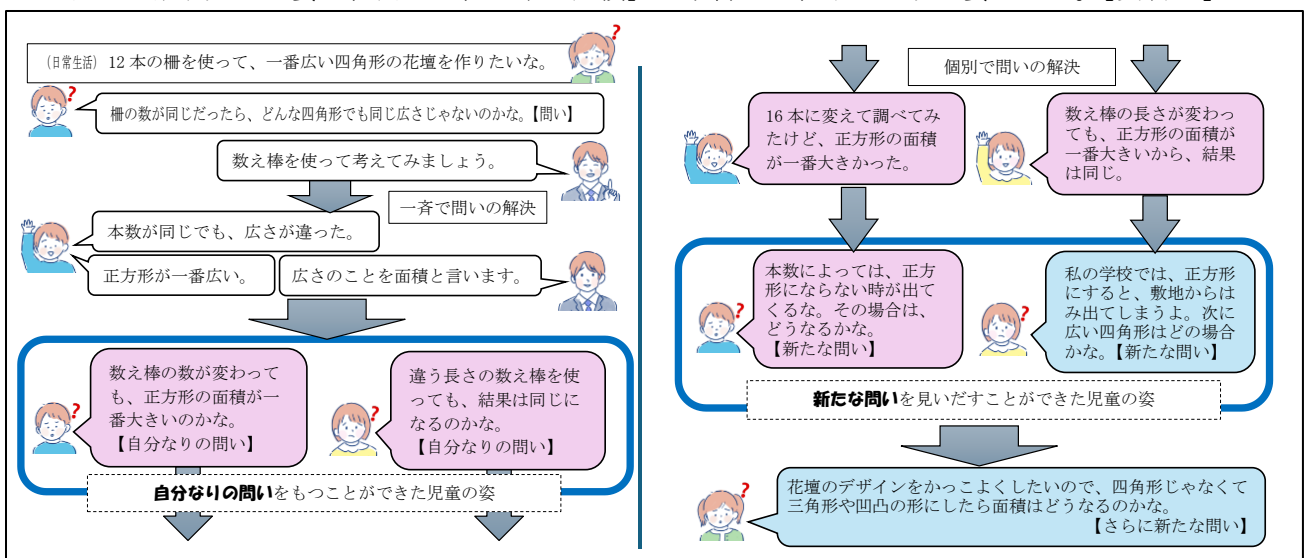 (日常生活) 12本の柵を使って、一番広い四角形の花壇を作りたいな。
柵の数が同じだったら、どんな四角形でも同じ広さじゃないのかな。【問い】
数え棒を使って考えてみましょう。
一斉で問いの解決
本数が同じでも、広さが違った。
正方形が一番広い。
広さのことを面積と言います。
数え棒の数が変わって
も、正方形の面積が一
番大きいのかな。
【自分なりの問い】
違う長さの数え棒を使
っても、結果は同じに
なるのかな。
【自分なりの問い】
自分なりの問いをもつことができた児童の姿
個別で問いの解決
16本に変えて調べてみ
たけど、正方形の面積
が一番大きかった。
数え棒の長さが変わっ
ても、正方形の面積が
一番大きいから、結果
は同じ。
本数によっては、正方
形にならない時が出て
くるな。その場合は、
どうなるかな。
【新たな問い】
私の学校では、正方形
にすると、敷地からは
み出てしまうよ。次に
広い四角形はどの場合
かな。【新たな問い】
新たな問いを見いだすことができた児童の姿
花壇のデザインをかっこよくしたいので、四角形じゃなくて
三角形や凹凸の形にしたら面積はどうなるのかな。
【さらに新たな問い】